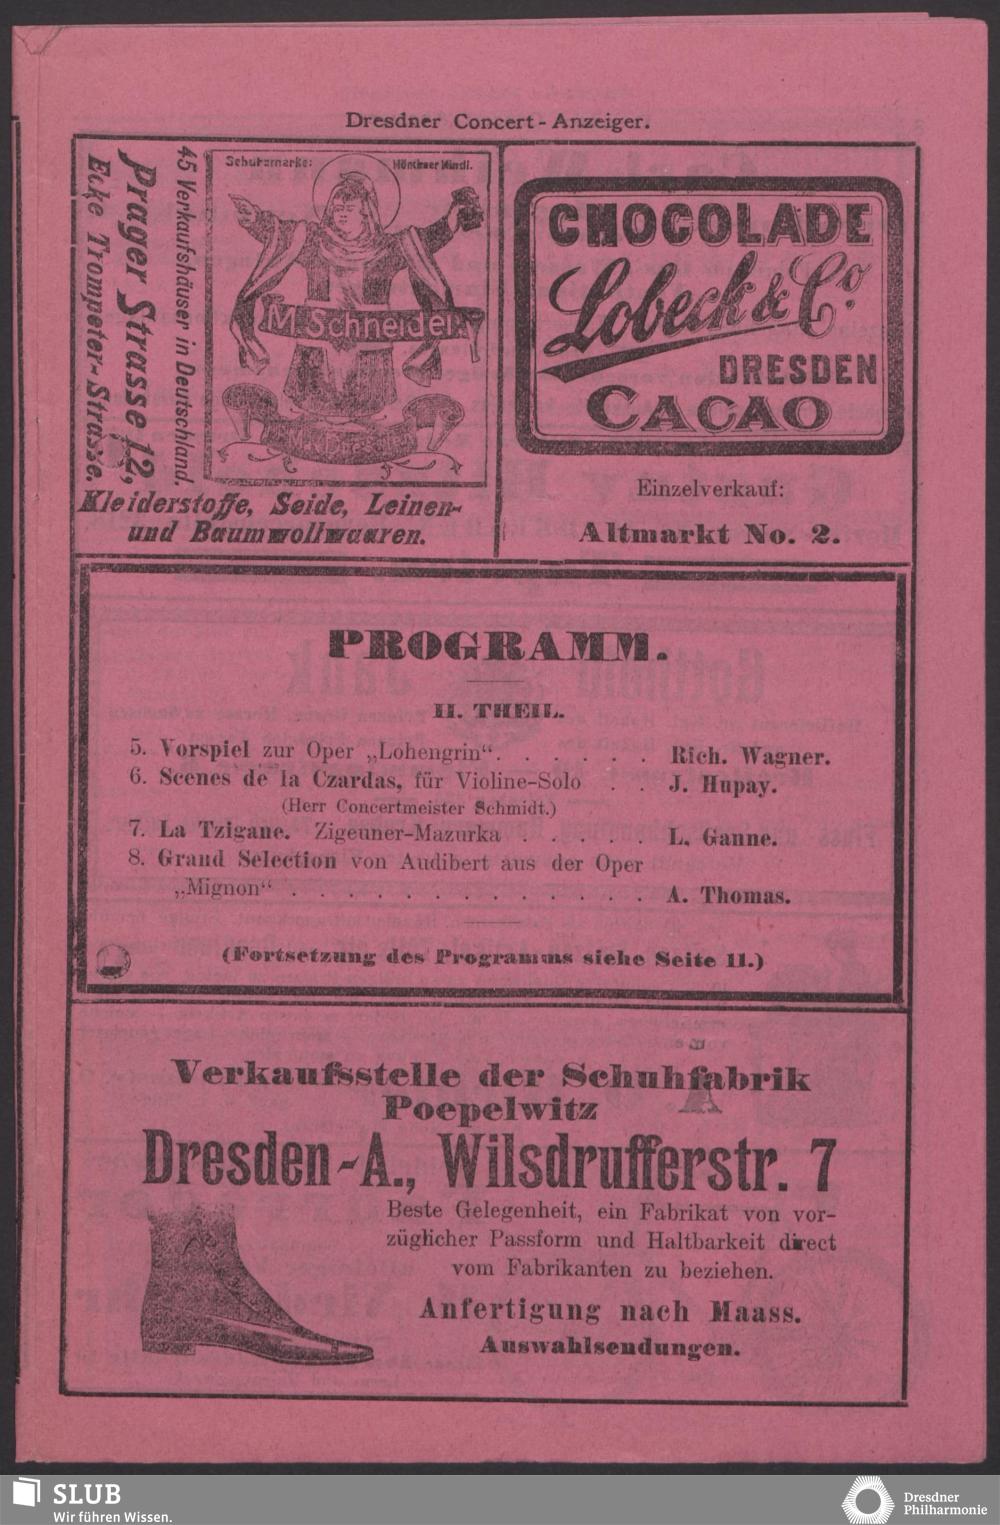 Dresdner Concert-Anzeiger.
45 Verkaufshäuser in Deutschland.
Prager Strasse 12,
Ecke Trompeter-Strasse.
Schutzmarke: Münchner Kindl.
M. Schneider
Dresden
Kleiderstoffe, Seide, Leinen-
und Baumwollwaaren.
CHOCOLADE
Lobeck & Co.
DRESDEN
CACAO
Einzelverkauf:
Altmarkt No. 2.
PROGRAMM.
II. THEIL.
5. Vorspiel zur Oper „Lohengrin“ . . . . . . Rich. Wagner.
6. Scenes de la Czardas, für Violine-Solo . . J. Hupay.
(Herr Concertmeister Schmidt.)
7. La Tzigane. Zigeuner-Mazurka . . . . . L. Ganne.
8. Grand Selection von Audibert aus der Oper
„Mignon“ . . . . . . . . . . . . . A. Thomas.
(Fortsetzung des Programms siehe Seite 11.)
Verkaufsstelle der Schuhfabrik
Poepelwitz
Dresden-A., Wilsdrufferstr. 7
Beste Gelegenheit, ein Fabrikat von vor-
züglicher Passform und Haltbarkeit direct
vom Fabrikanten zu beziehen.
Anfertigung nach Maass.
Auswahlsendungen.
SLUB
Wir führen Wissen.
Dresdner
Philharmonie